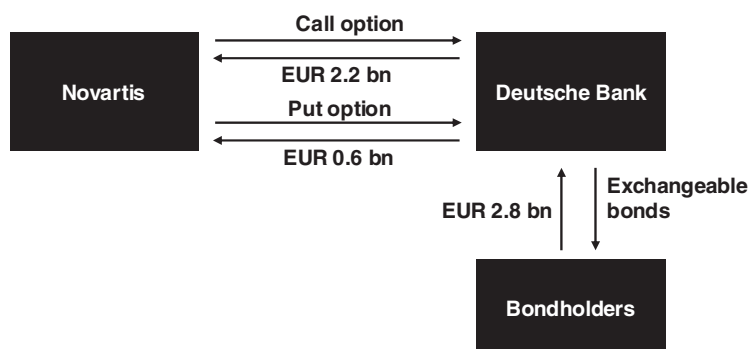 Call option
Novartis
EUR 2.2 bn
Deutsche Bank
Put option
EUR 0.6 bn
EUR 2.8 bn
Exchangeable
bonds
Bondholders